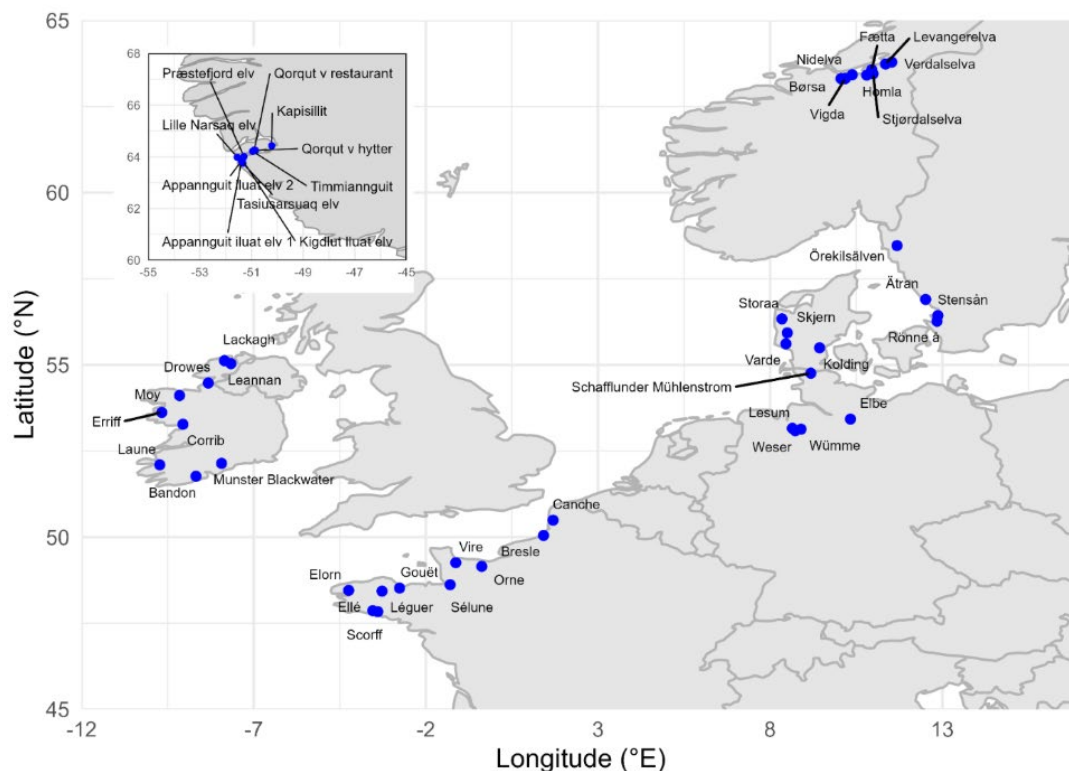 65
60
55
50
45
Latitude (°N)
-12
-7
-2
3
8
13
Longitude (°E)
68
66
64
62
60
-55
-53
-51
-49
-47
-45
Præstefjord elv
Qorqut v restaurant
Kapisillit
Lille Narsaq elv
Qorqut v hytter
Appannguit iluat elv 2
Timmiannguit
Tasiusarsuaq elv
Appannguit iluat elv 1
Kigdlut Iluat elv
Fætta
Levangerelva
Nidelva
Verdalselva
Børsa
Homla
Vigda
Stjørdalselva
Örekilsälven
Ätran
Stensån
Storaa
Skjern
Rönne å
Varde
Kolding
Schafflunder Mühlenstrom
Elbe
Lesum
Weser
Wümme
Lackagh
Drowes
Leannan
Moy
Erriff
Corrib
Laune
Munster Blackwater
Bandon
Canche
Vire
Bresle
Gouët
Orne
Elorn
Ellé
Léguer
Sélune
Scorff